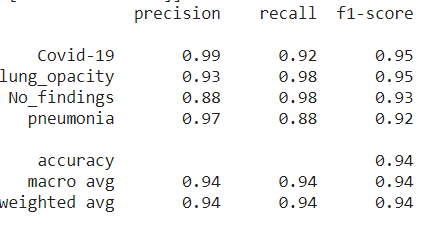 precision recall f1-score
Covid-19 0.99 0.92 0.95
lung_opacity 0.93 0.98 0.95
No_findings 0.88 0.98 0.93
pneumonia 0.97 0.88 0.92
accuracy 0.94
macro avg 0.94 0.94 0.94
weighted avg 0.94 0.94 0.94